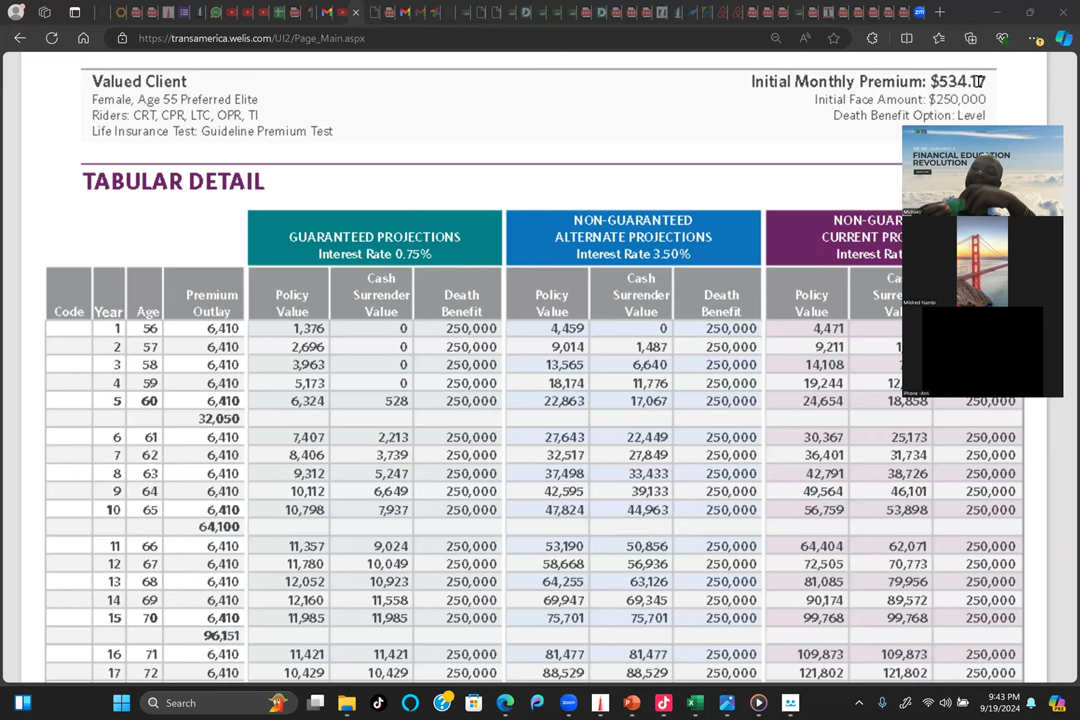 https://transamerica.welis.com/UI2/Page_Main.aspx
Valued Client
Female, Age 55 Preferred Elite
Riders: CRT, CPR, LTC, OPR, TI
Life Insurance Test: Guideline Premium Test
Initial Monthly Premium: $534.17
Initial Face Amount: $250,000
Death Benefit Option: Level
FINANCIAL EDUCATION
REVOLUTION
TABULAR DETAIL
GUARANTEED PROJECTIONS
Interest Rate 0.75%
NON-GUARANTEED
ALTERNATE PROJECTIONS
Interest Rate 3.50%
NON-GUAR
CURRENT PRO
Interest Rat
Code Year Age Premium Outlay Policy Value Cash Surrender Value Death Benefit Policy Value Cash Surrender Value Death Benefit Policy Value
1 56 6,410 1,376 0 250,000 4,459 0 250,000 4,471
2 57 6,410 2,696 0 250,000 9,014 1,487 250,000 9,211
3 58 6,410 3,963 0 250,000 13,565 6,640 250,000 14,108
4 59 6,410 5,173 0 250,000 18,174 11,776 250,000 19,244
5 60 6,410 6,324 528 250,000 22,863 17,067 250,000 24,654 18,858 250,000
32,050
6 61 6,410 7,407 2,213 250,000 27,643 22,449 250,000 30,367 25,173 250,000
7 62 6,410 8,406 3,739 250,000 32,517 27,849 250,000 36,401 31,734 250,000
8 63 6,410 9,312 5,247 250,000 37,498 33,433 250,000 42,791 38,726 250,000
9 64 6,410 10,112 6,649 250,000 42,595 39,133 250,000 49,564 46,101 250,000
10 65 6,410 10,798 7,937 250,000 47,824 44,963 250,000 56,759 53,898 250,000
64,100
11 66 6,410 11,357 9,024 250,000 53,190 50,856 250,000 64,404 62,071 250,000
12 67 6,410 11,780 10,049 250,000 58,668 56,936 250,000 72,505 70,773 250,000
13 68 6,410 12,052 10,923 250,000 64,255 63,126 250,000 81,085 79,956 250,000
14 69 6,410 12,160 11,558 250,000 69,947 69,345 250,000 90,174 89,572 250,000
15 70 6,410 11,985 11,985 250,000 75,701 75,701 250,000 99,768 99,768 250,000
96,151
16 71 6,410 11,421 11,421 250,000 81,477 81,477 250,000 109,873 109,873 250,000
17 72 6,410 10,429 10,429 250,000 88,529 88,529 250,000 121,802 121,802 250,000
Search
9:43 PM
9/19/2024